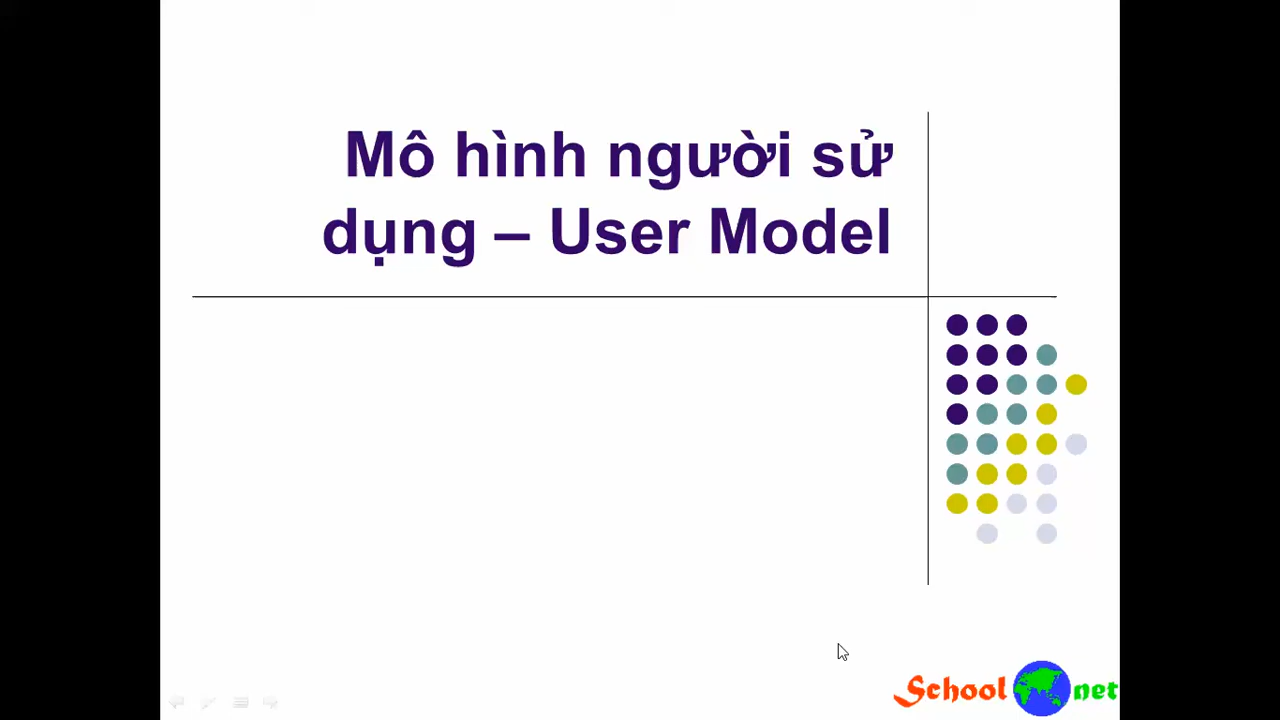 Mô hình người sử
dụng – User Model
School net